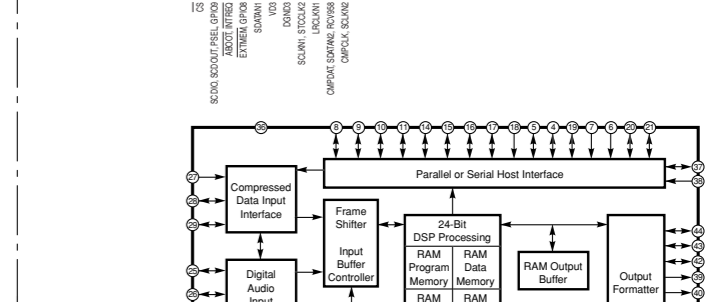 CS
SCDIO, SCDOUT, PSEL, GPIO9
ABOOT, INTREQ
EXTMEM, GPIO8
SDATAN1
VD3
DGND3
SCLKN1, STCCLK2
LRCLKN1
CMPDAT, SDATAN2, RCV958
CMPCLK, SCLKN2
36
8
9
10
11
14
15
16
17
18
5
4
19
7
6
20
21
Parallel or Serial Host Interface
37
38
27
28
29
Compressed
Data Input
Interface
Frame
Shifter
Input
Buffer
Controller
24-Bit
DSP Processing
RAM
Program
Memory
RAM
Data
Memory
RAM
RAM
RAM Output
Buffer
Output
Formatter
44
43
42
39
40
25
26
Digital
Audio
Input